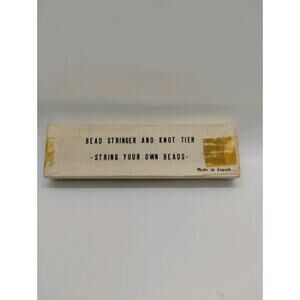 BEAD STRINGER AND KNOT TIER
-STRING YOUR OWN BEADS-
Made in Japan